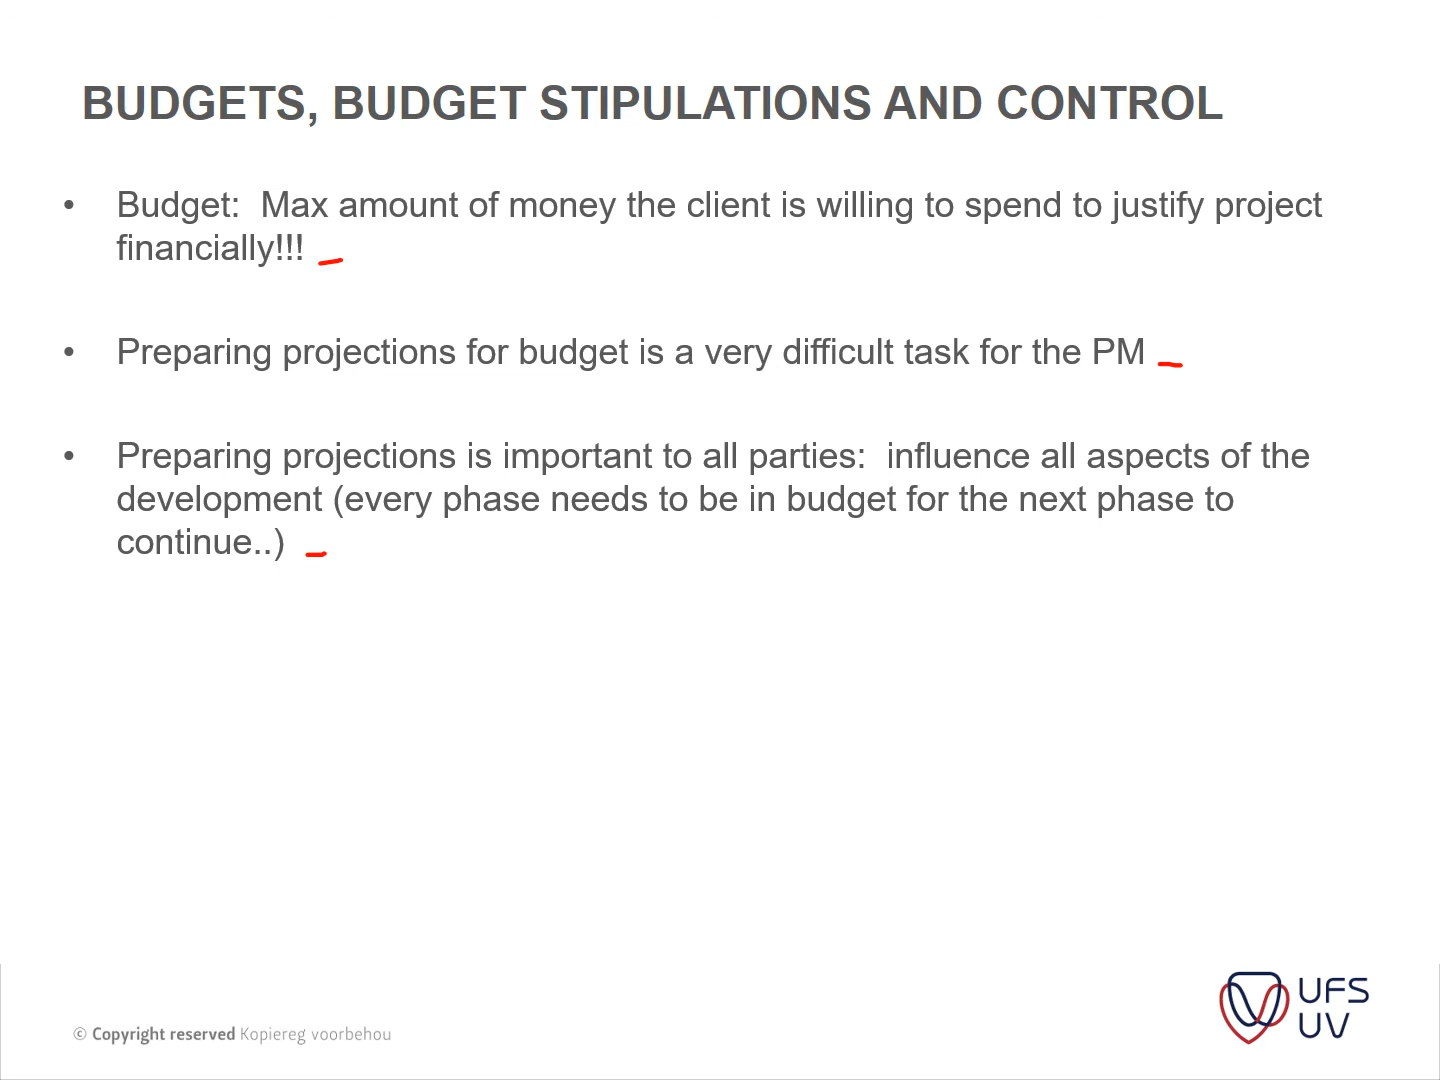 BUDGETS, BUDGET STIPULATIONS AND CONTROL
• Budget:  Max amount of money the client is willing to spend to justify project
financially!!!
• Preparing projections for budget is a very difficult task for the PM
• Preparing projections is important to all parties:  influence all aspects of the
development (every phase needs to be in budget for the next phase to
continue..)
© Copyright reserved Kopiereg voorbehou
UFS
UV